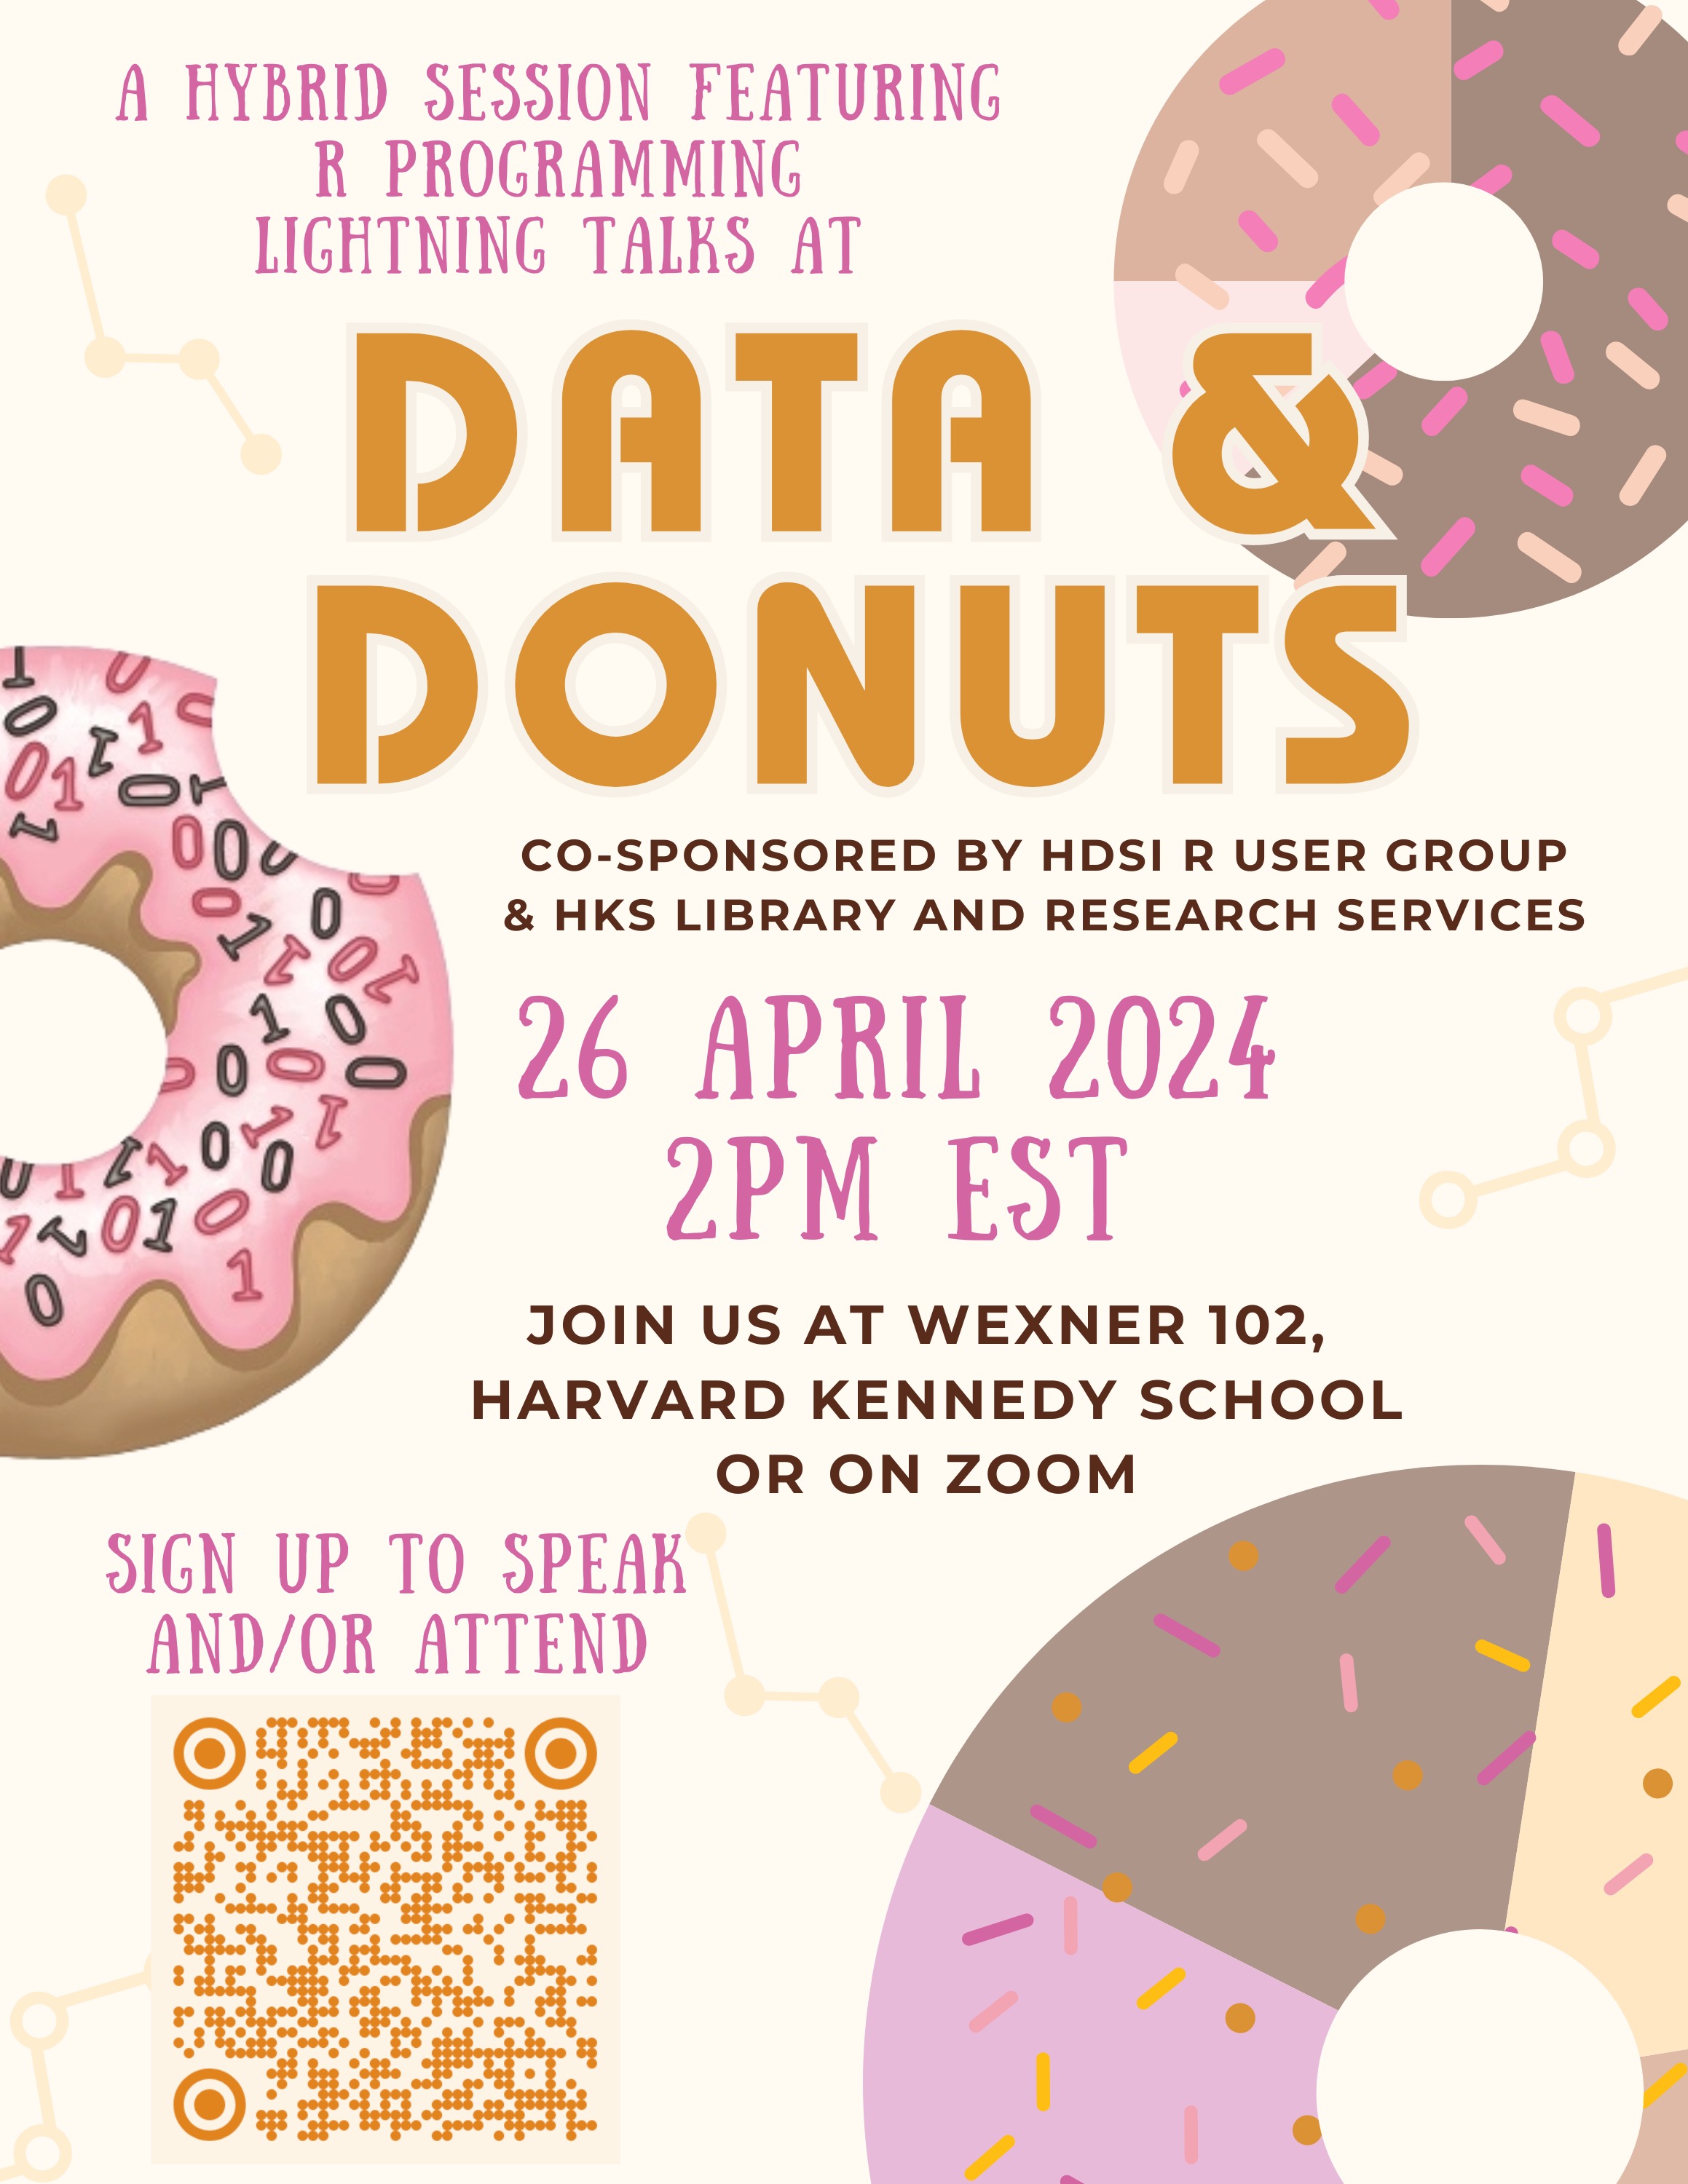 A HYBRID SESSION FEATURING
R PROGRAMMING
LIGHTNING TALKS AT
DATA &
DONUTS
CO-SPONSORED BY HDSI R USER GROUP
& HKS LIBRARY AND RESEARCH SERVICES
26 APRIL 2024
2PM EST
JOIN US AT WEXNER 102,
HARVARD KENNEDY SCHOOL
OR ON ZOOM
SIGN UP TO SPEAK
AND/OR ATTEND